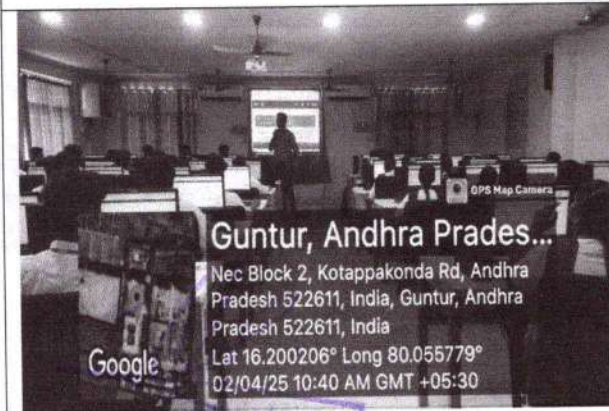 GPS Map Camera
Guntur, Andhra Prades...
Nec Block 2, Kotappakonda Rd, Andhra
Pradesh 522611, India, Guntur, Andhra
Pradesh 522611, India
Lat 16.200206° Long 80.055779°
02/04/25 10:40 AM GMT +05:30
Google